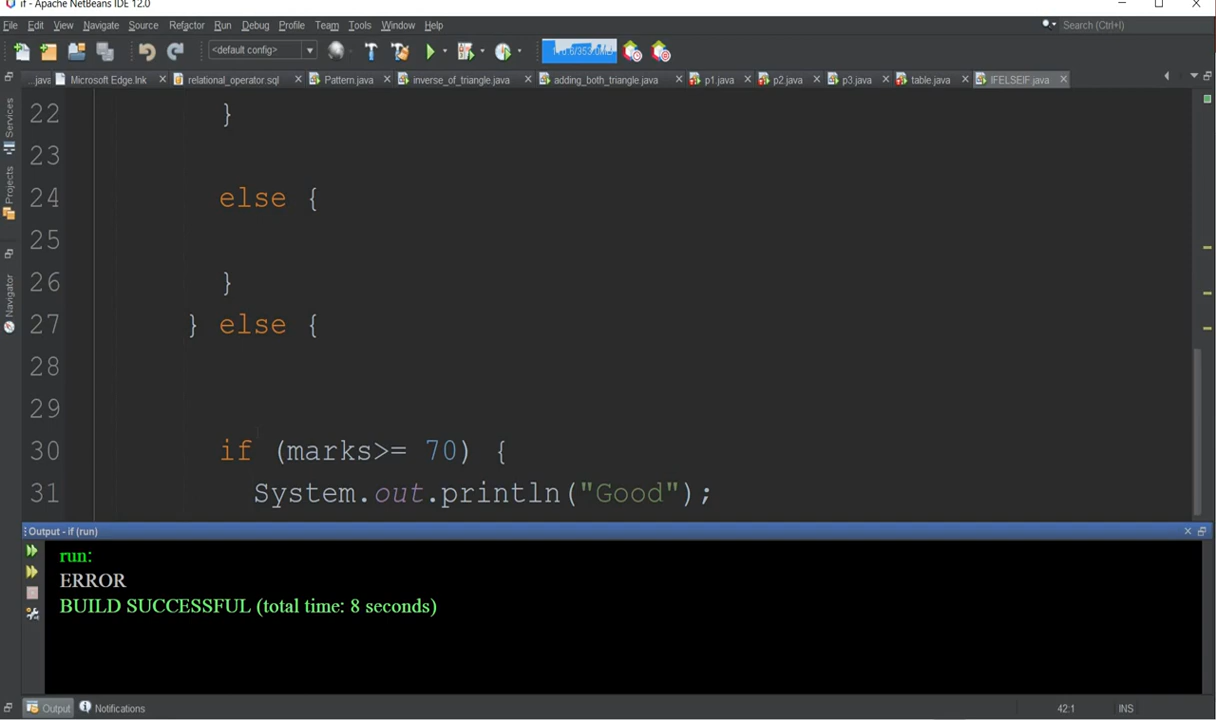 if - Apache NetBeans IDE 12.0
File Edit View Navigate Source Refactor Run Debug Profile Team Tools Window Help
Search (Ctrl+I)
<default config>
...java Microsoft Edge.lnk relational_operator.sql Pattern.java inverse_of_triangle.java adding_both_triangle.java p1.java p2.java p3.java table.java IFELSEIF.java
Services
Projects
Navigator
22 }
23
24 else {
25
26 }
27 } else {
28
29
30 if (marks>= 70) {
31 System.out.println("Good");
Output - if (run)
run:
ERROR
BUILD SUCCESSFUL (total time: 8 seconds)
Output Notifications
42:1 INS